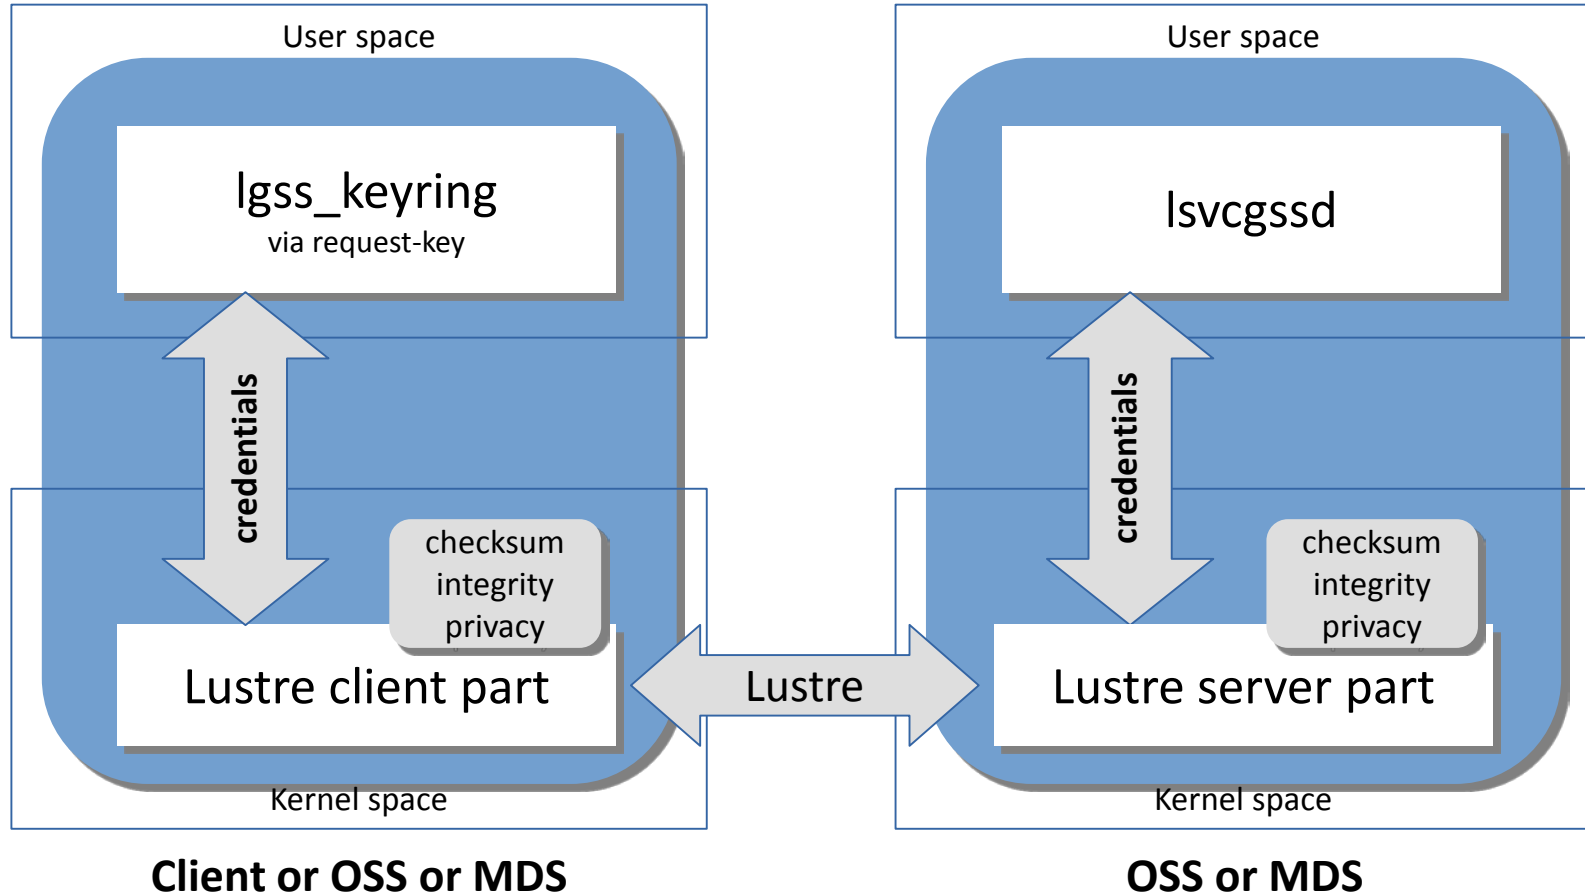 User space
lgss_keyring
via request-key
credentials
checksum
integrity
privacy
Lustre client part
Kernel space
Client or OSS or MDS
Lustre
User space
lsvcgssd
credentials
checksum
integrity
privacy
Lustre server part
Kernel space
OSS or MDS